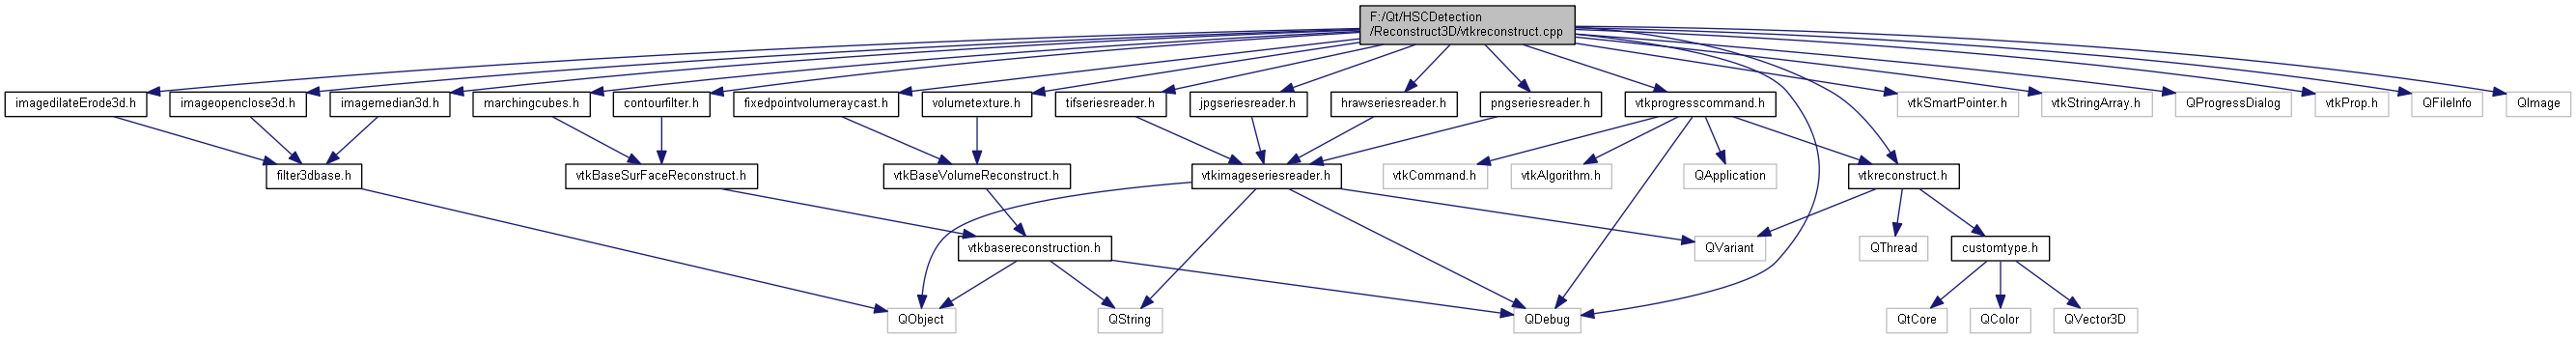 F:/Qt/HSCDetection
/Reconstruct3D/vtkreconstruct.cpp
imagedilateErode3d.h
imageopenclose3d.h
imagemedian3d.h
marchingcubes.h
contourfilter.h
fixedpointvolumeraycast.h
volumetexture.h
tifseriesreader.h
jpgseriesreader.h
hrawseriesreader.h
pngseriesreader.h
vtkprogresscommand.h
vtkSmartPointer.h
vtkStringArray.h
QProgressDialog
vtkProp.h
QFileInfo
QImage
filter3dbase.h
vtkBaseSurFaceReconstruct.h
vtkBaseVolumeReconstruct.h
vtkimageseriesreader.h
vtkCommand.h
vtkAlgorithm.h
QApplication
vtkreconstruct.h
vtkbasereconstruction.h
QVariant
QThread
customtype.h
QObject
QString
QDebug
QtCore
QColor
QVector3D